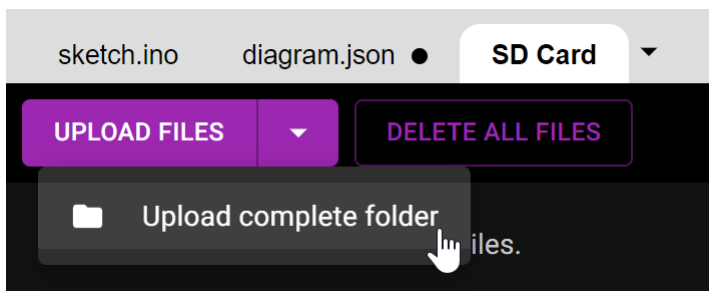 sketch.ino diagram.json ● SD Card
UPLOAD FILES DELETE ALL FILES
Upload complete folder
iles.